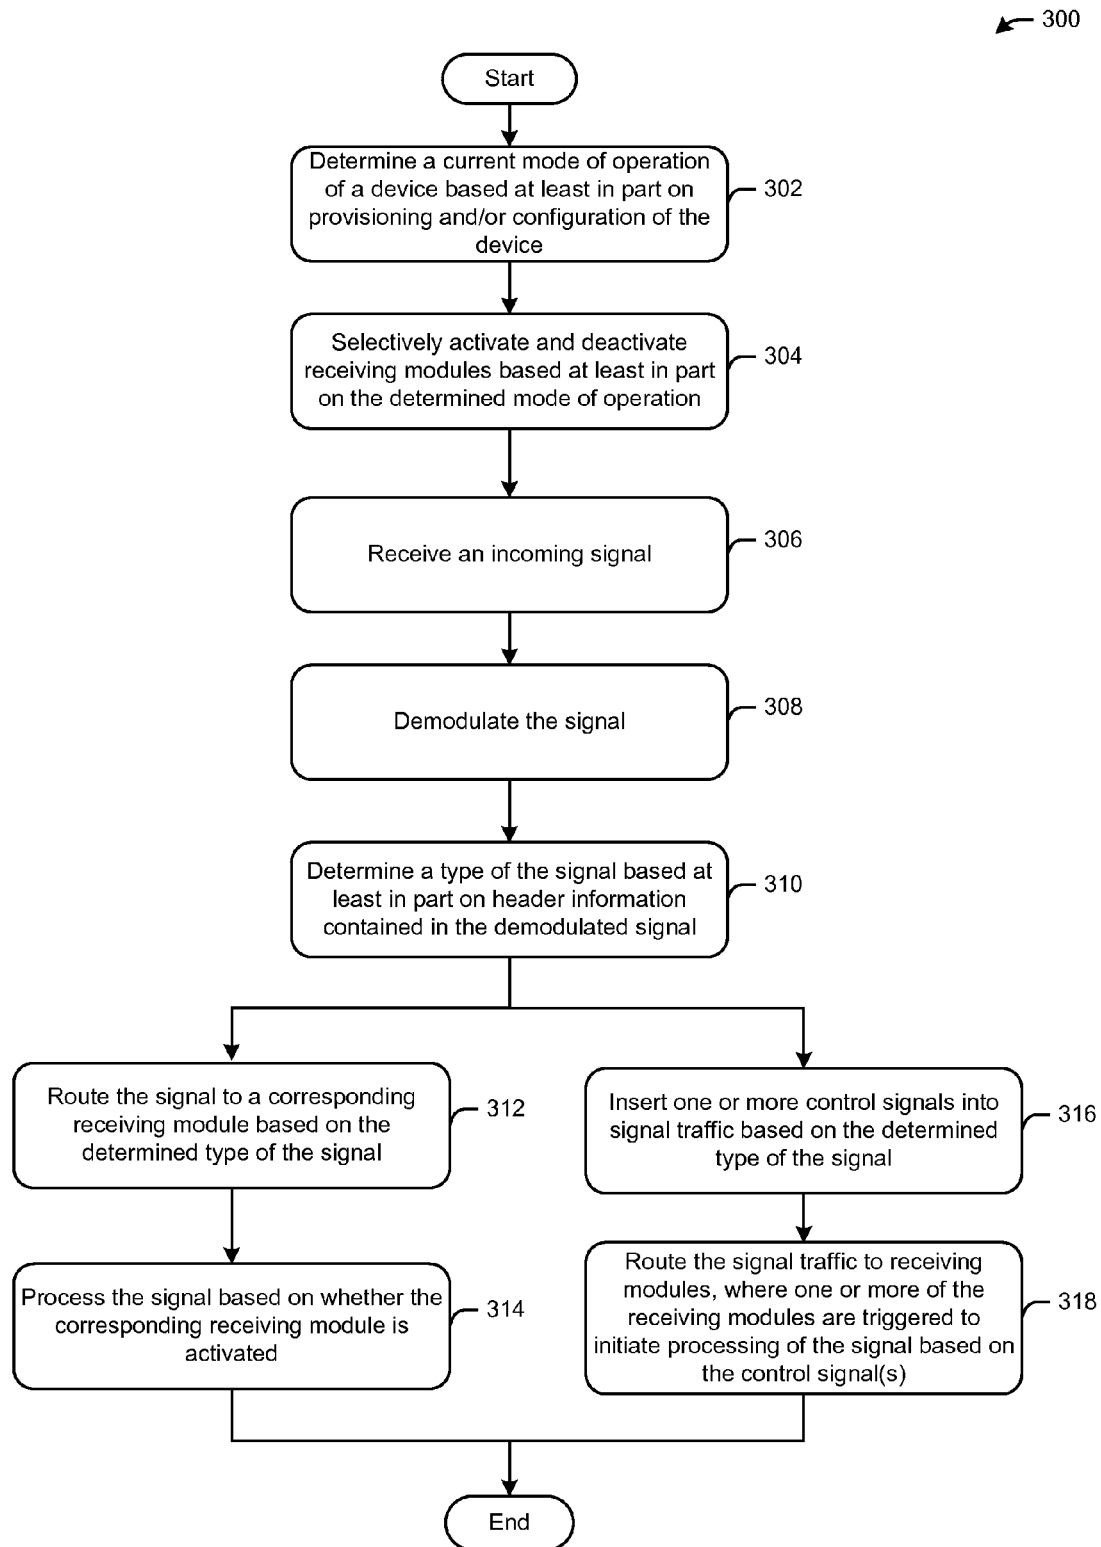 300
Start
Determine a current mode of operation
of a device based at least in part on
provisioning and/or configuration of the
device
302
Selectively activate and deactivate
receiving modules based at least in part
on the determined mode of operation
304
Receive an incoming signal
306
Demodulate the signal
308
Determine a type of the signal based at
least in part on header information
contained in the demodulated signal
310
Route the signal to a corresponding
receiving module based on the
determined type of the signal
312
Process the signal based on whether the
corresponding receiving module is
activated
314
Insert one or more control signals into
signal traffic based on the determined
type of the signal
316
Route the signal traffic to receiving
modules, where one or more of the
receiving modules are triggered to
initiate processing of the signal based on
the control signal(s)
318
End